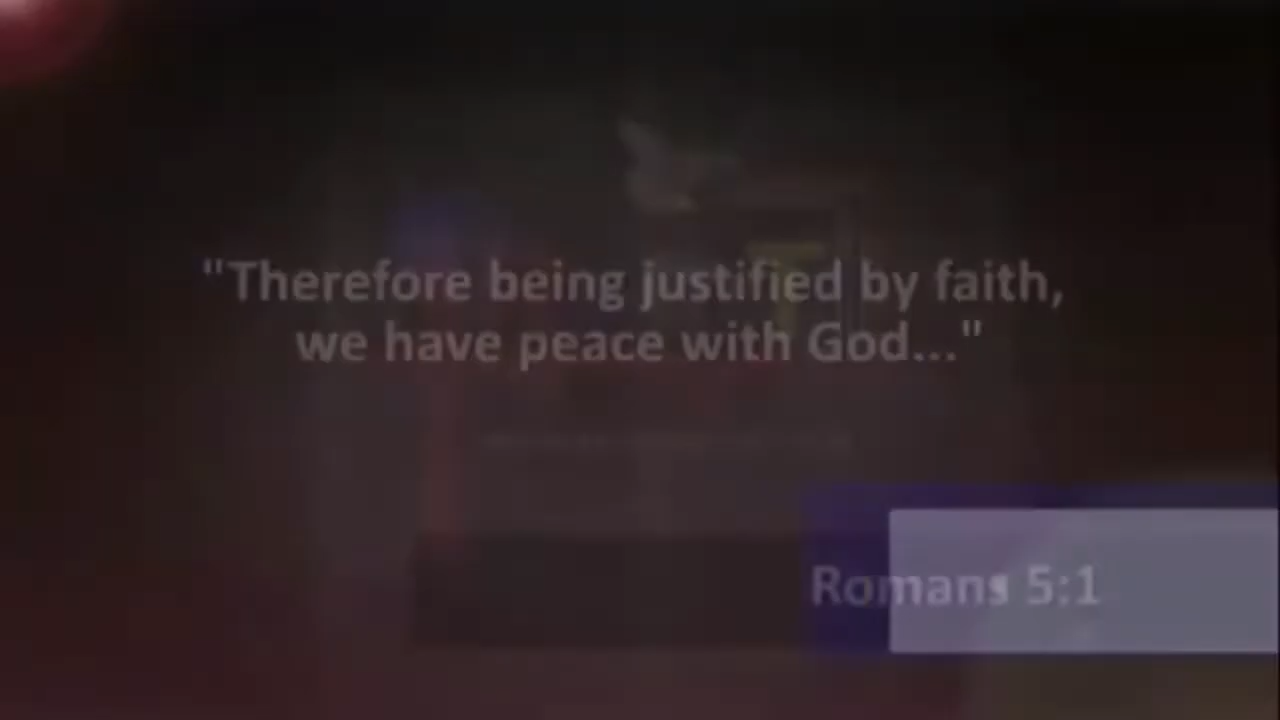 "Therefore being justified by faith,
we have peace with God..."
Romans 5:1